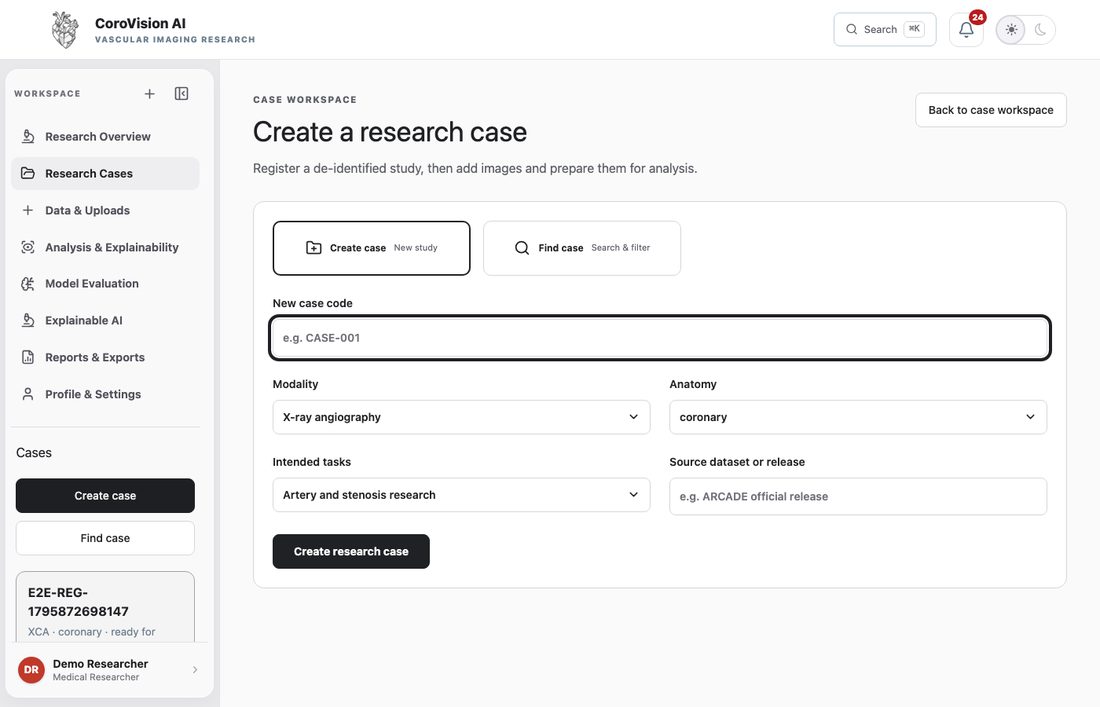 CoroVision AI
VASCULAR IMAGING RESEARCH
Search ⌘K
24
WORKSPACE
Research Overview
Research Cases
Data & Uploads
Analysis & Explainability
Model Evaluation
Explainable AI
Reports & Exports
Profile & Settings
Cases
Create case
Find case
E2E-REG-
1795872698147
XCA · coronary · ready for
DR
Demo Researcher
Medical Researcher
CASE WORKSPACE
Create a research case
Register a de-identified study, then add images and prepare them for analysis.
Back to case workspace
Create case New study
Find case Search & filter
New case code
e.g. CASE-001
Modality
X-ray angiography
Anatomy
coronary
Intended tasks
Artery and stenosis research
Source dataset or release
e.g. ARCADE official release
Create research case